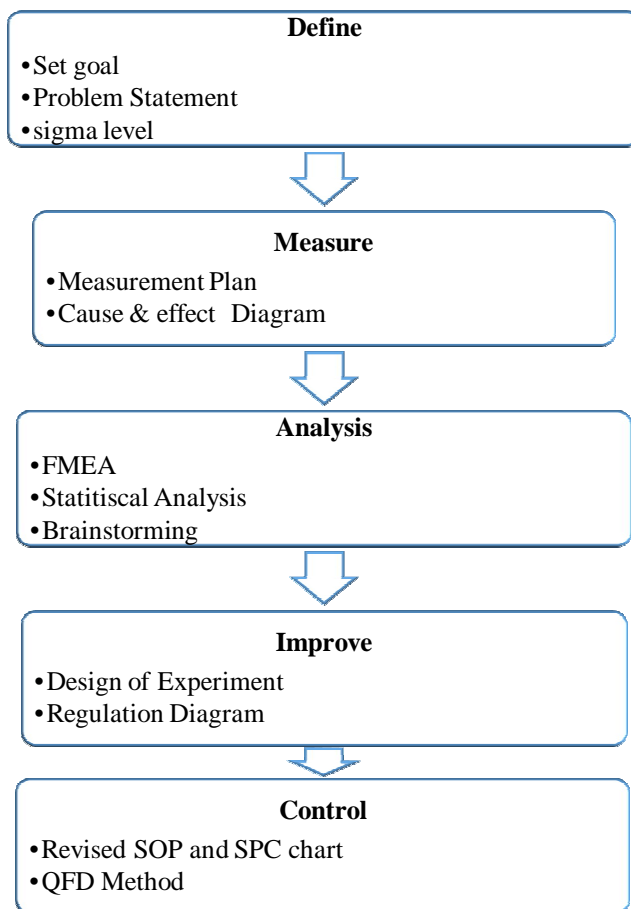 Define
•Set goal
•Problem Statement
•sigma level
Measure
•Measurement Plan
•Cause & effect Diagram
Analysis
•FMEA
•Statitiscal Analysis
•Brainstorming
Improve
•Design of Experiment
•Regulation Diagram
Control
•Revised SOP and SPC chart
•QFD Method